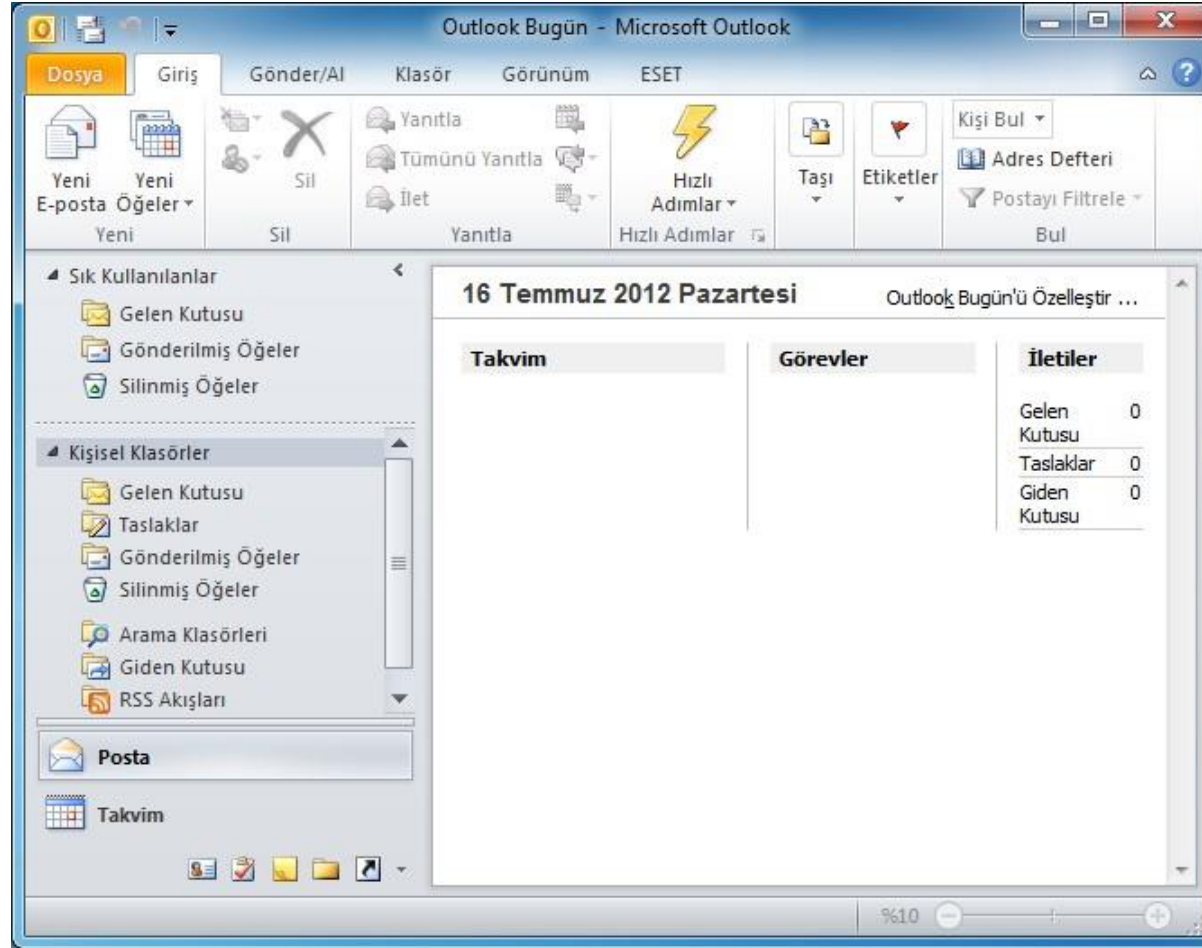 Outlook Bugün - Microsoft Outlook
Dosya Giriş Gönder/Al Klasör Görünüm ESET
Yeni E-posta
Yeni Öğeler
Yeni
Sil
Sil
Yanıtla
Tümünü Yanıtla
İlet
Yanıtla
Hızlı Adımlar
Hızlı Adımlar
Taşı
Etiketler
Kişi Bul
Adres Defteri
Postayı Filtrele
Bul
Sık Kullanılanlar
Gelen Kutusu
Gönderilmiş Öğeler
Silinmiş Öğeler
Kişisel Klasörler
Gelen Kutusu
Taslaklar
Gönderilmiş Öğeler
Silinmiş Öğeler
Arama Klasörleri
Giden Kutusu
RSS Akışları
Posta
Takvim
16 Temmuz 2012 Pazartesi
Outlook Bugün'ü Özelleştir ...
Takvim
Görevler
İletiler
Gelen Kutusu 0
Taslaklar 0
Giden Kutusu 0
%10